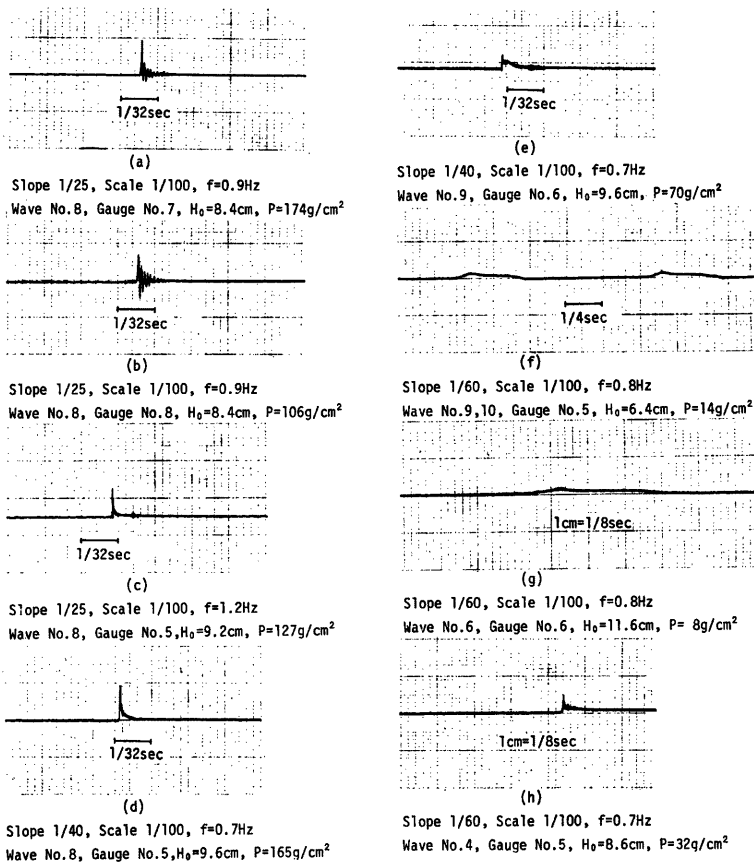 1/32sec
(a)
Slope 1/25, Scale 1/100, f=0.9Hz
Wave No.8, Gauge No.7, H₀=8.4cm, P=174g/cm²
1/32sec
(b)
Slope 1/25, Scale 1/100, f=0.9Hz
Wave No.8, Gauge No.8, H₀=8.4cm, P=106g/cm²
1/32sec
(c)
Slope 1/25, Scale 1/100, f=1.2Hz
Wave No.8, Gauge No.5,H₀=9.2cm, P=127g/cm²
1/32sec
(d)
Slope 1/40, Scale 1/100, f=0.7Hz
Wave No.8, Gauge No.5,H₀=9.6cm, P=165g/cm²
1/32sec
(e)
Slope 1/40, Scale 1/100, f=0.7Hz
Wave No.9, Gauge No.6, H₀=9.6cm, P=70g/cm²
1/4sec
(f)
Slope 1/60, Scale 1/100, f=0.8Hz
Wave No.9,10, Gauge No.5, H₀=6.4cm, P=14g/cm²
1cm=1/8sec
(g)
Slope 1/60, Scale 1/100, f=0.8Hz
Wave No.6, Gauge No.6, H₀=11.6cm, P= 8g/cm²
1cm=1/8sec
(h)
Slope 1/60, Scale 1/100, f=0.7Hz
Wave No.4, Gauge No.5, H₀=8.6cm, P=32g/cm²